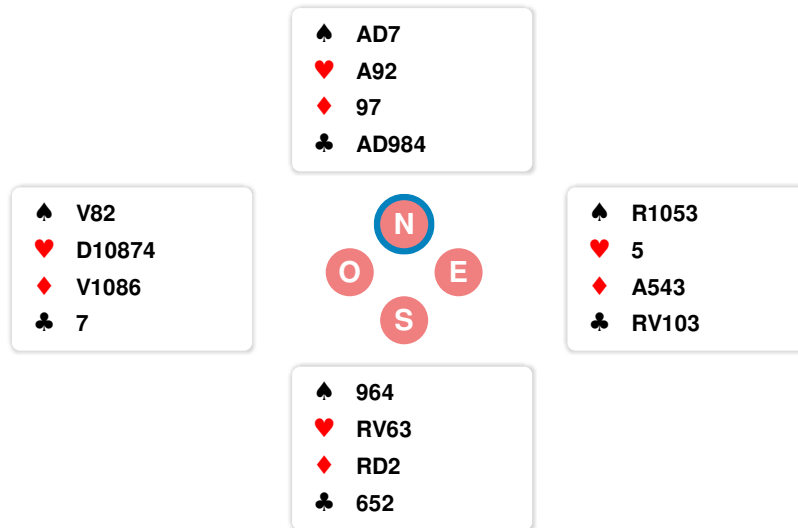 ♠ AD7
♥ A92
♦ 97
♣ AD984
♠ V82
♥ D10874
♦ V1086
♣ 7
N
O E
S
♠ R1053
♥ 5
♦ A543
♣ RV103
♠ 964
♥ RV63
♦ RD2
♣ 652